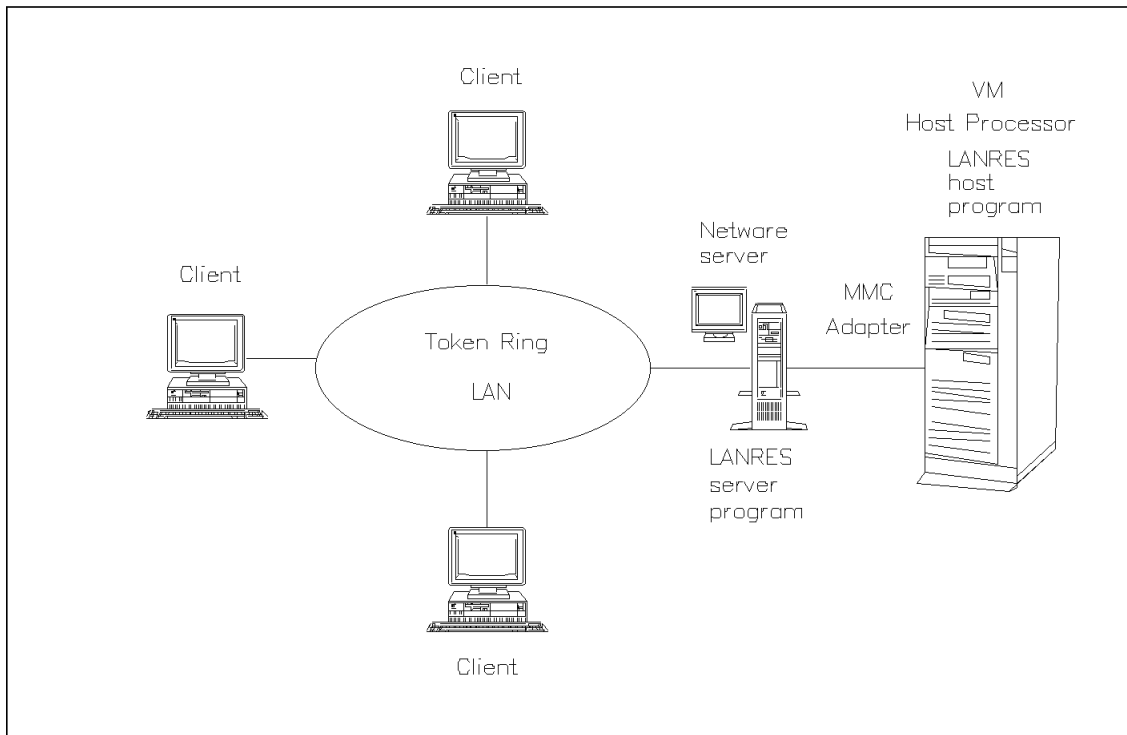 Client
VM
Host Processor
LANRES
host
program
Netware
server
Client
MMC
Adapter
Token Ring
LAN
LANRES
server
program
Client